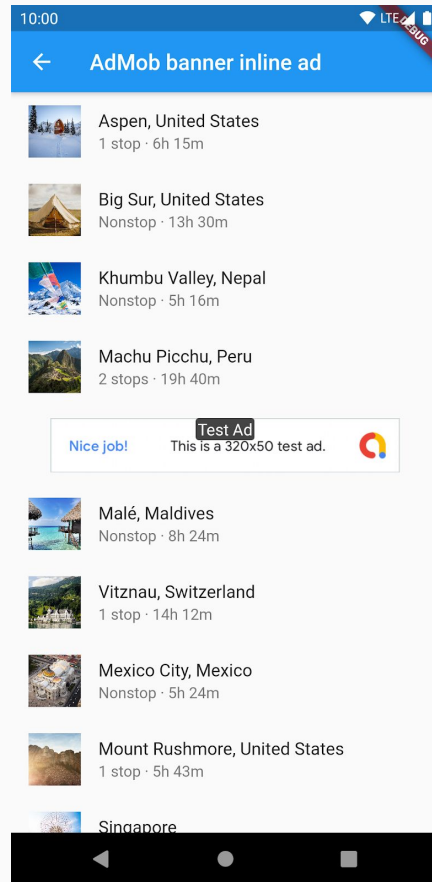 10:00
LTE
DEBUG
AdMob banner inline ad
Aspen, United States
1 stop · 6h 15m
Big Sur, United States
Nonstop · 13h 30m
Khumbu Valley, Nepal
Nonstop · 5h 16m
Machu Picchu, Peru
2 stops · 19h 40m
Test Ad
Nice job! This is a 320x50 test ad.
Malé, Maldives
Nonstop · 8h 24m
Vitznau, Switzerland
1 stop · 14h 12m
Mexico City, Mexico
Nonstop · 5h 24m
Mount Rushmore, United States
1 stop · 5h 43m
Singapore